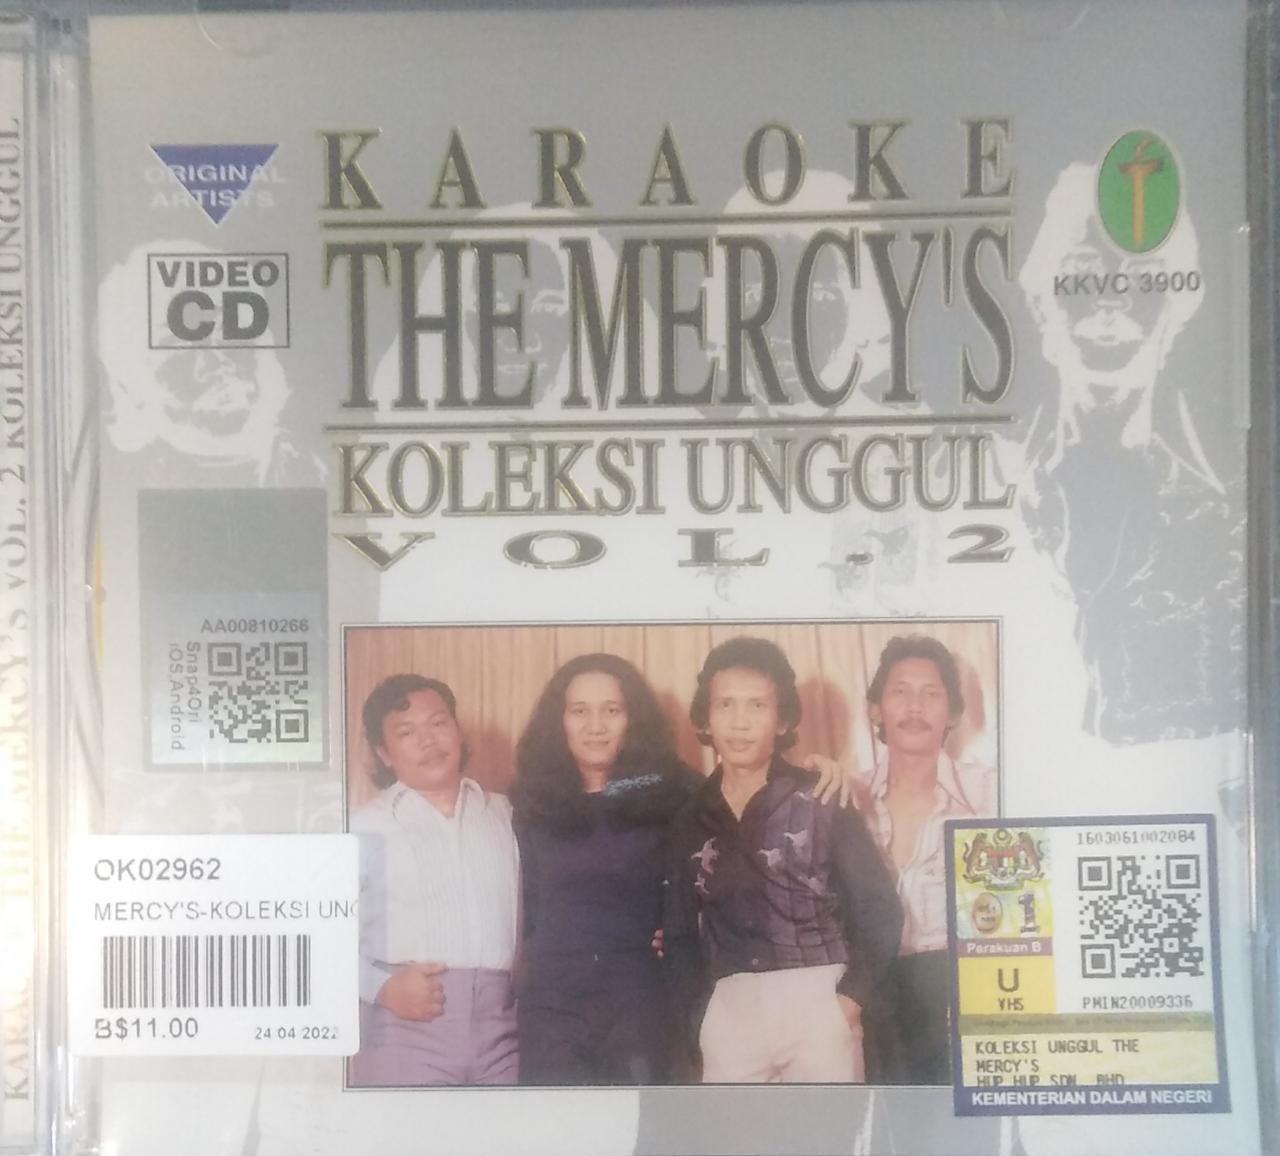 KARAOKE
THE MERCY'S
KOLEKSI UNGGUL
VOL. 2
ORIGINAL
ARTISTS
VIDEO
CD
KKVC 3900
KARAOKE THE MERCY'S VOL. 2 KOLEKSI UNGGUL
AA00810266
Snap4Ori
iOS,Android
OK02962
MERCY'S-KOLEKSI UNG
B$11.00
24 04 2022
1603061002084
1
Perakuan B
U
VHS
PMIN20009336
KOLEKSI UNGGUL THE
MERCY'S
HUP HUP SDN. BHD
KEMENTERIAN DALAM NEGERI